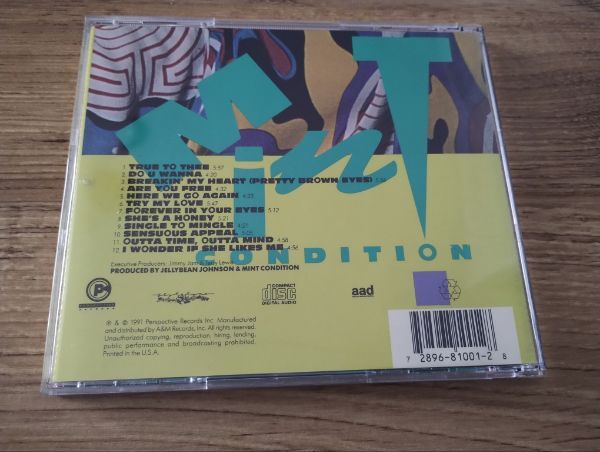 MinT
CONDITION
1. TRUE TO THEE 5:57
2. DO U WANNA 4:20
3. BREAKIN' MY HEART (PRETTY BROWN EYES)
4. ARE YOU FREE 4:32
5. HERE WE GO AGAIN
6. TRY MY LOVE 5:47
7. FOREVER IN YOUR EYES 5:12
8. SHE'S A HONEY 5:21
9. SINGLE TO MINGLE 4:21
10. SENSUOUS APPEAL 5:05
11. OUTTA TIME, OUTTA MIND 4:58
12. I WONDER IF SHE LIKES ME
Executive Producers: Jimmy Jam & Terry Lewis
PRODUCED BY JELLYBEAN JOHNSON & MINT CONDITION
COMPACT
disc
DIGITAL AUDIO
aad
℗ & © 1991 Perspective Records Inc. Manufactured
and distributed by A&M Records, Inc. All rights reserved.
Unauthorized copying, reproduction, hiring, lending,
public performance and broadcasting prohibited.
Printed in the U.S.A.
7 2896-81001-2 8